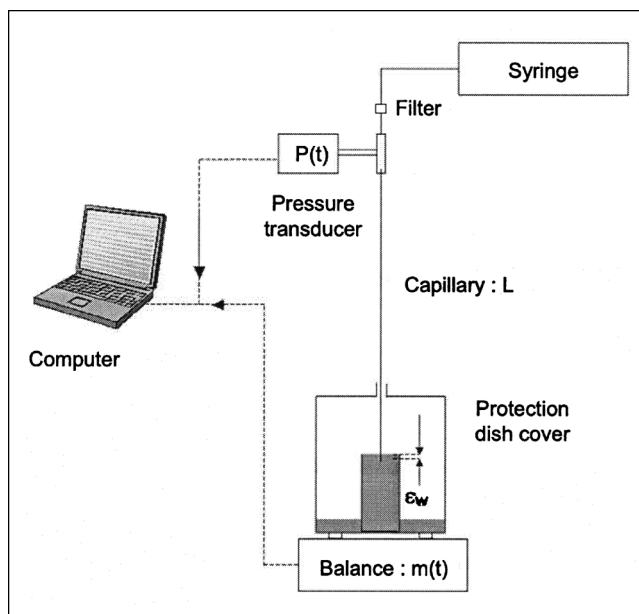 Syringe
Filter
P(t)
Pressure
transducer
Capillary : L
Computer
Protection
dish cover
εw
Balance : m(t)